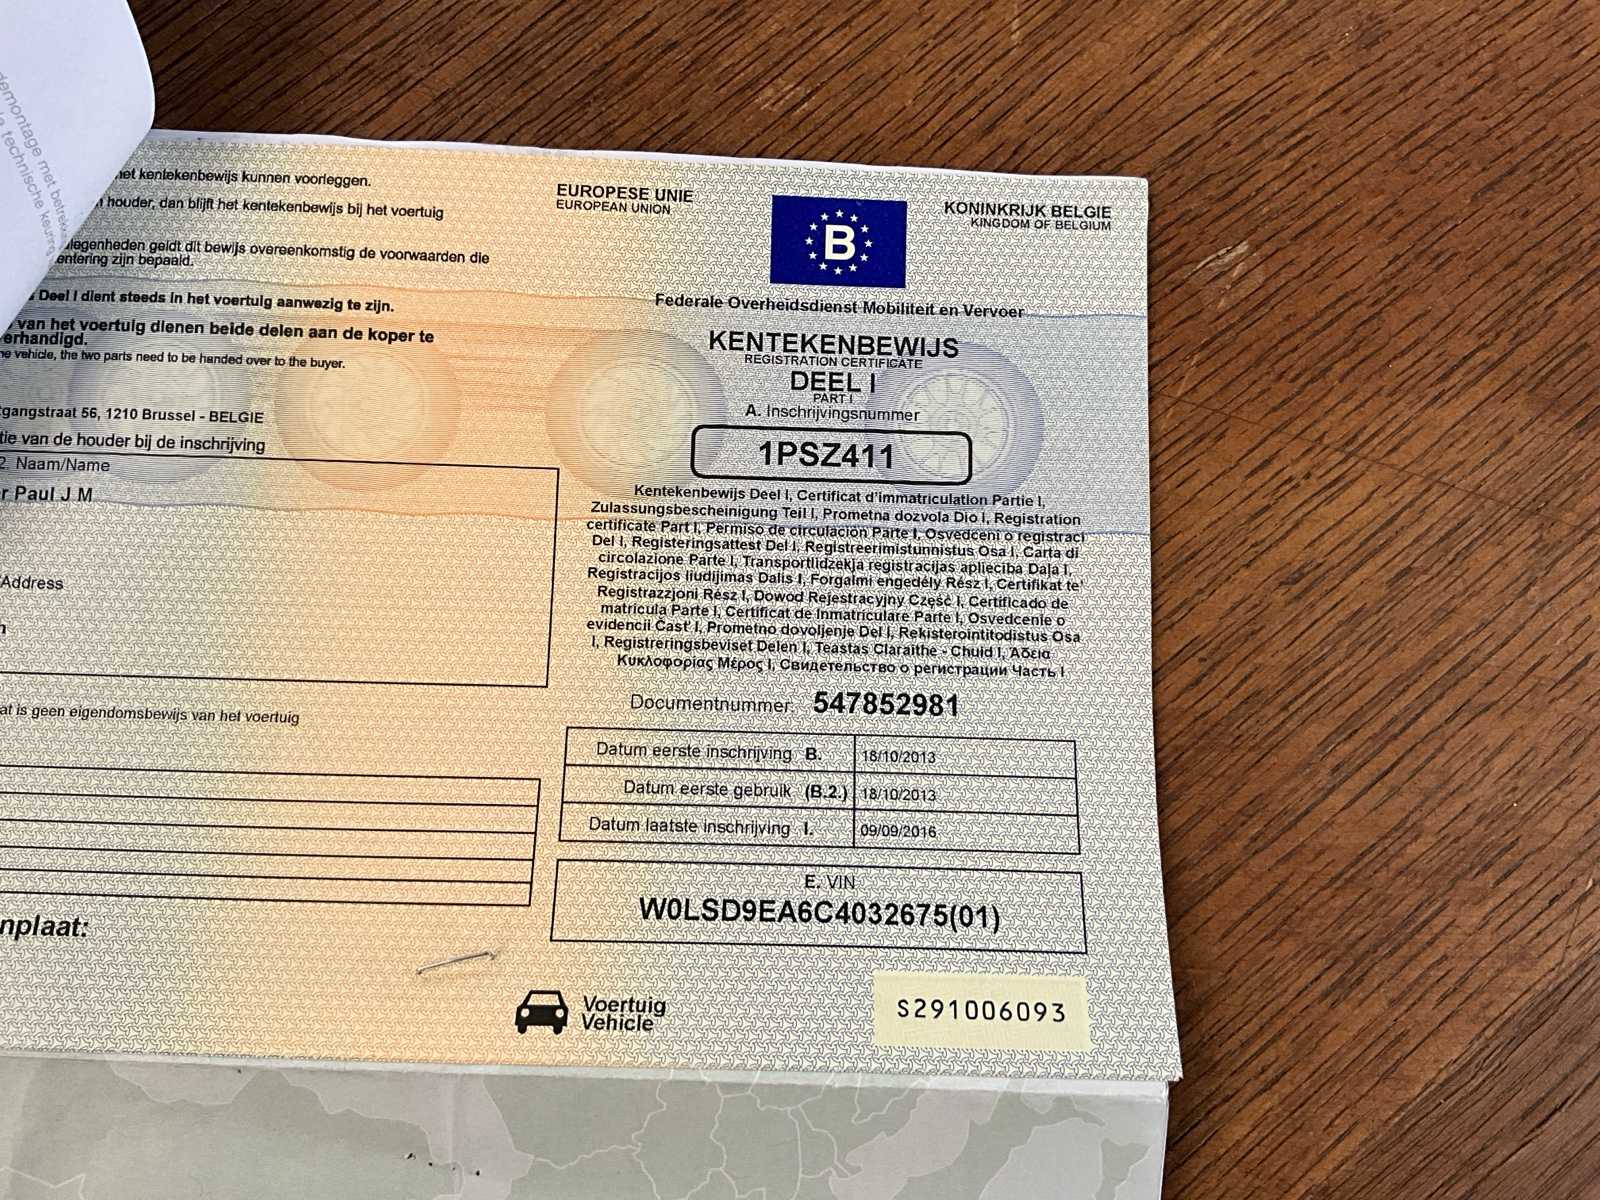 demontage met betrekking
technische keuring
het kentekenbewijs kunnen voorleggen.
houder, dan blijft het kentekenbewijs bij het voertuig
legenheden geldt dit bewijs overeenkomstig de voorwaarden die
entering zijn bepaald.
Deel I dient steeds in het voertuig aanwezig te zijn.
van het voertuig dienen beide delen aan de koper te
erhandigd.
he vehicle, the two parts need to be handed over to the buyer.
gangstraat 56, 1210 Brussel - BELGIE
tie van de houder bij de inschrijving
2. Naam/Name
r Paul J M
/Address
h
at is geen eigendomsbewijs van het voertuig
nplaat:
EUROPESE UNIE
EUROPEAN UNION
B
KONINKRIJK BELGIE
KINGDOM OF BELGIUM
Federale Overheidsdienst Mobiliteit en Vervoer
KENTEKENBEWIJS
REGISTRATION CERTIFICATE
DEEL I
PART I
A. Inschrijvingsnummer
1PSZ411
Kentekenbewijs Deel I, Certificat d'immatriculation Partie I,
Zulassungsbescheinigung Teil I, Prometna dozvola Dio I, Registration
certificate Part I, Permiso de circulación Parte I, Osvedceni o registraci
Del I, Registeringsattest Del I, Registreerimistunnistus Osa I, Carta di
circolazione Parte I, Transportlidzekja registracijas aplieciba Daļa I,
Registracijos liudijimas Dalis I, Forgalmi engedély Rész I, Certifikat te'
Registrazzjoni Rész I, Dowod Rejestracyjny Część I, Certificado de
matrícula Parte I, Certificat de Inmatriculare Parte I, Osvedcenie o
evidencii Časť I, Prometno dovoljenje Del I, Rekisterointitodistus Osa
I, Registreringsbeviset Delen I, Teastas Claraithe - Chuid I, Άδεια
Κυκλοφορίας Μέρος I, Свидетельство о регистрации Часть I
Documentnummer: 547852981
Datum eerste inschrijving B. 18/10/2013
Datum eerste gebruik (B.2.) 18/10/2013
Datum laatste inschrijving I. 09/09/2016
E. VIN
W0LSD9EA6C4032675(01)
Voertuig
Vehicle
S291006093